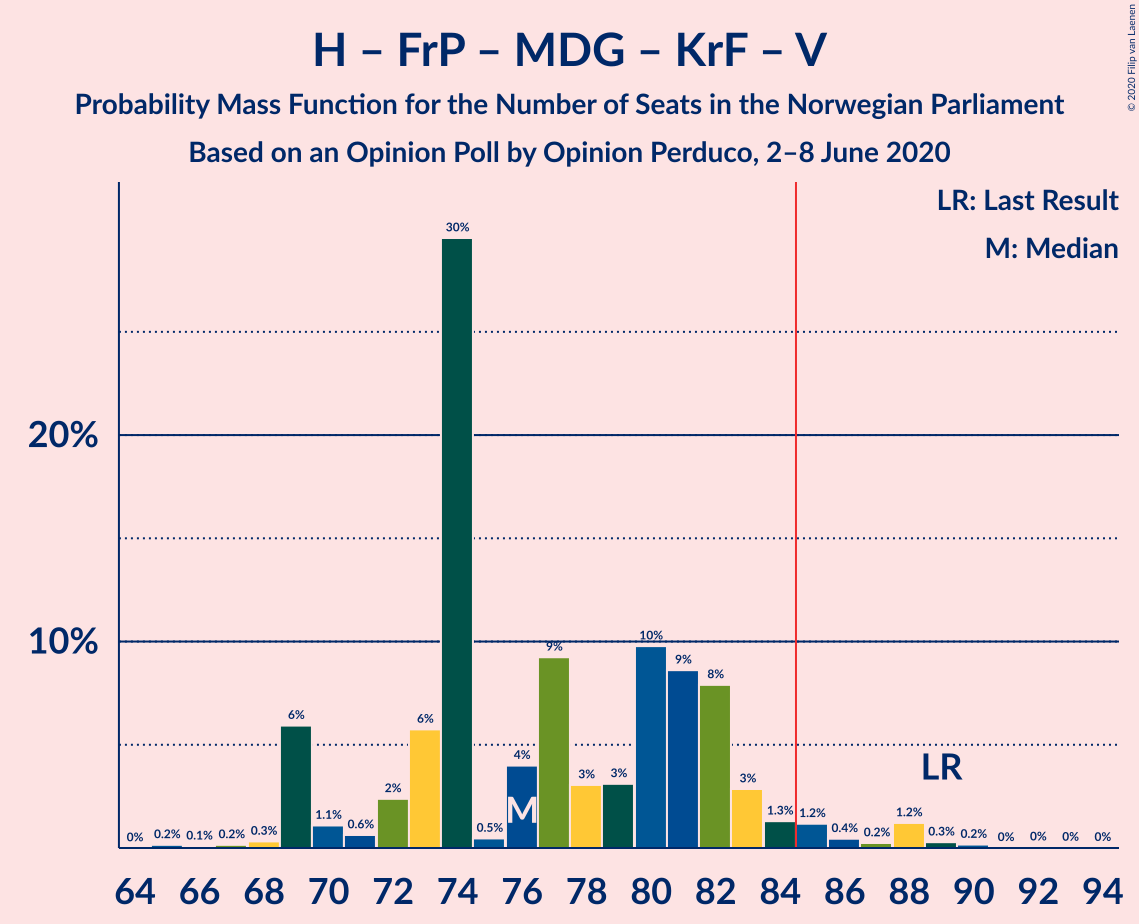 H – FrP – MDG – KrF – V
Probability Mass Function for the Number of Seats in the Norwegian Parliament
Based on an Opinion Poll by Opinion Perduco, 2–8 June 2020
© 2020 Filip van Laenen
LR: Last Result
M: Median
30%
20%
10%
10%
9%
9%
8%
6%
6%
4%
3%
3%
3%
2%
1.1%
0.6%
0.5%
1.3%
1.2%
1.2%
0% 0.2% 0.1% 0.2% 0.3%
0.4% 0.2% 0.3% 0.2% 0% 0% 0% 0%
LR
M
64 66 68 70 72 74 76 78 80 82 84 86 88 90 92 94